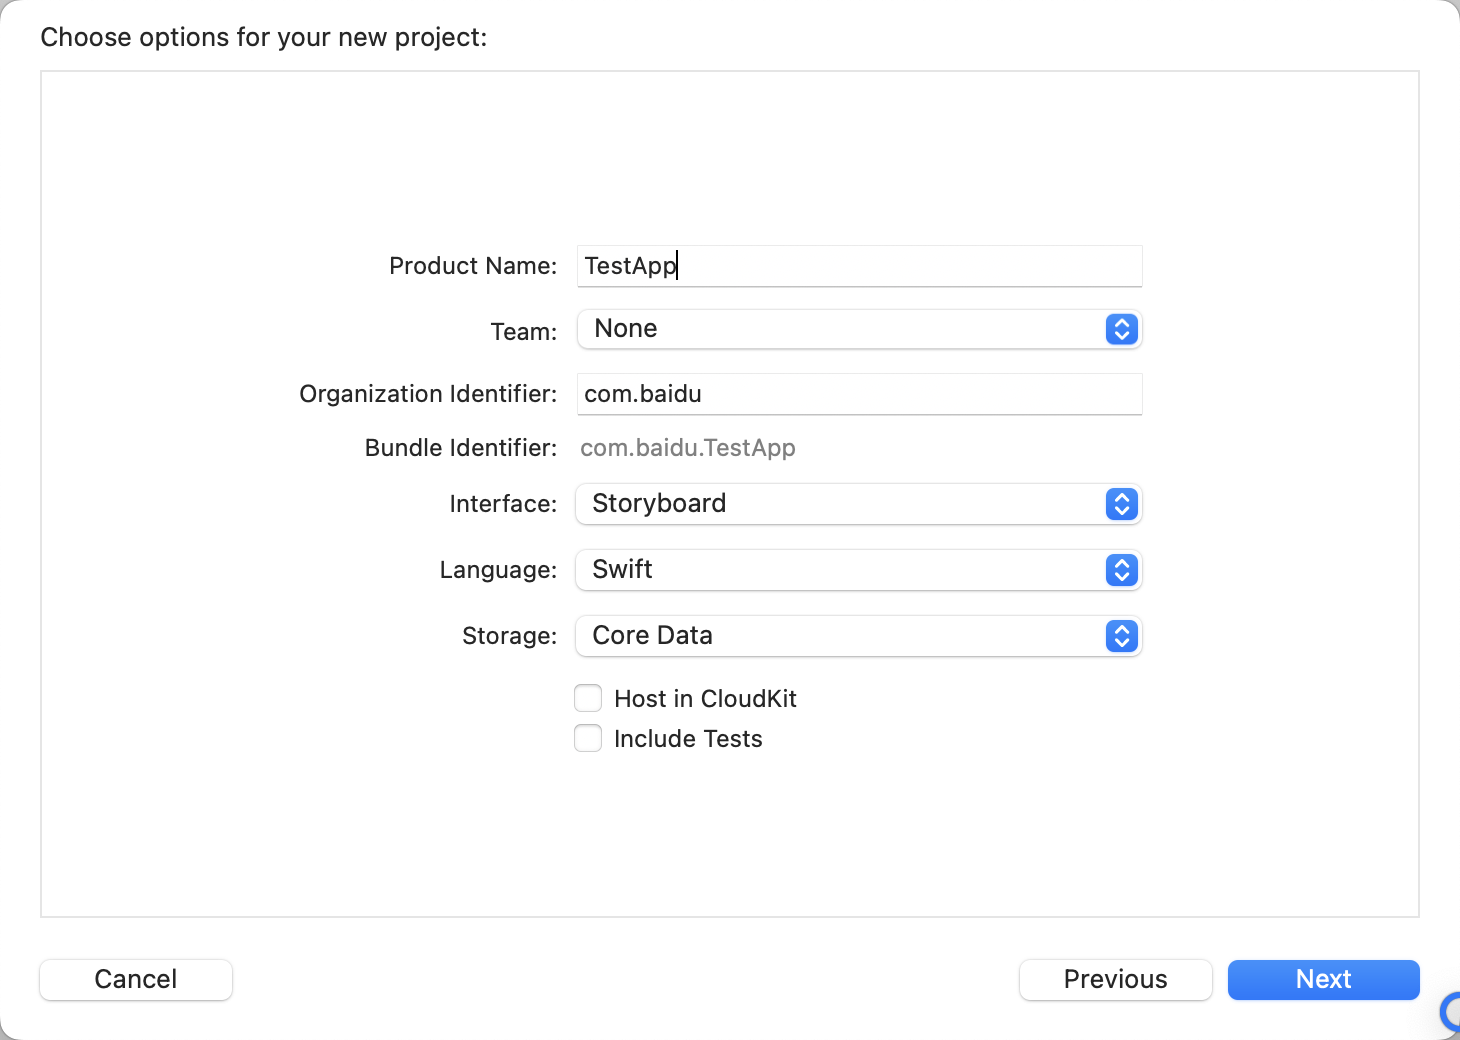 Choose options for your new project:
Product Name: TestApp
Team: None
Organization Identifier: com.baidu
Bundle Identifier: com.baidu.TestApp
Interface: Storyboard
Language: Swift
Storage: Core Data
Host in CloudKit
Include Tests
Cancel Previous Next